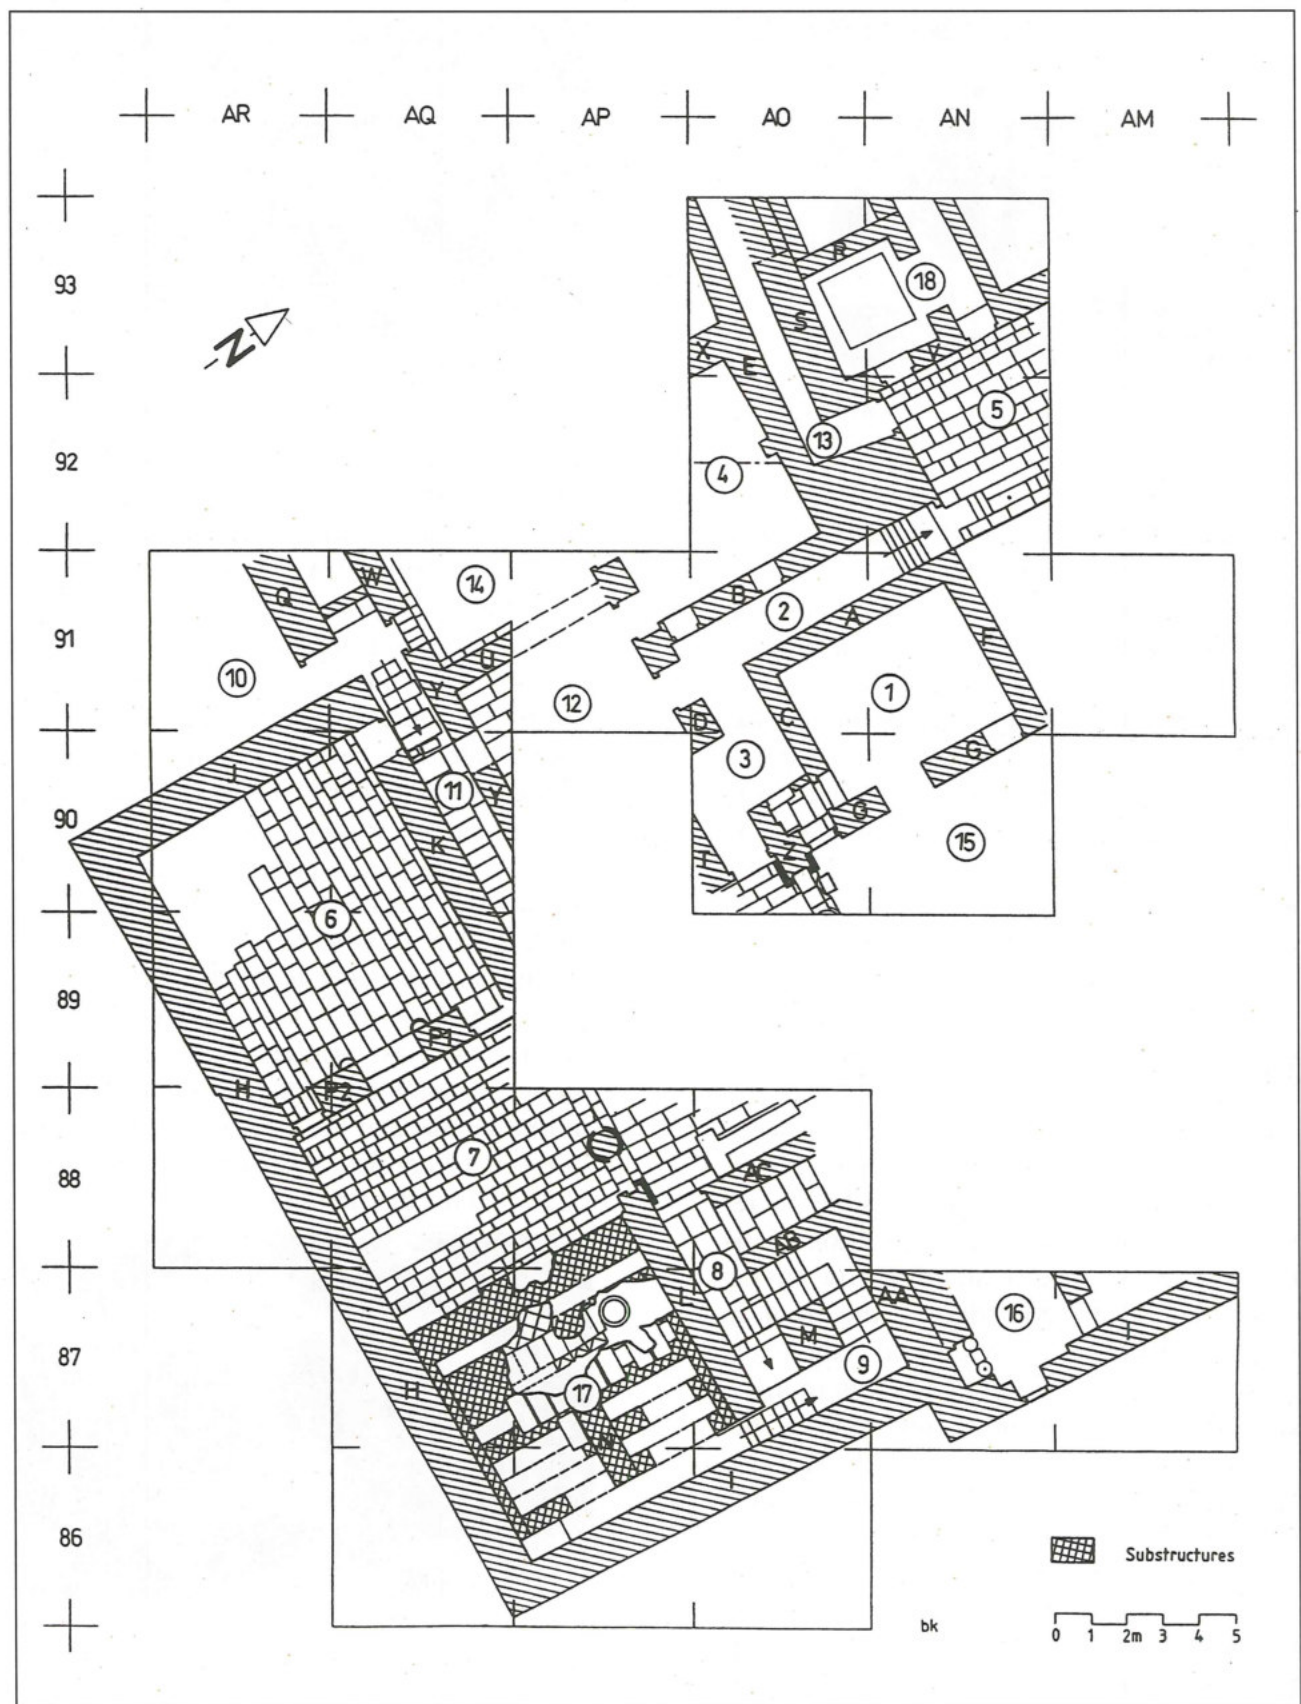 AR AQ AP AO AN AM
93
R
18
S
N
X
E
V
5
13
92
4
W
14
Q
B
2
91
U
A
F
10
Y
12
1
D
C
G
3
J
11
Y
90
K
G
15
T
Z
6
89
P1
H
P2
7
88
AC
AB
8
L
AA
16
M
I
87
9
H
17
N
I
86
Substructures
bk
0 1 2m 3 4 5